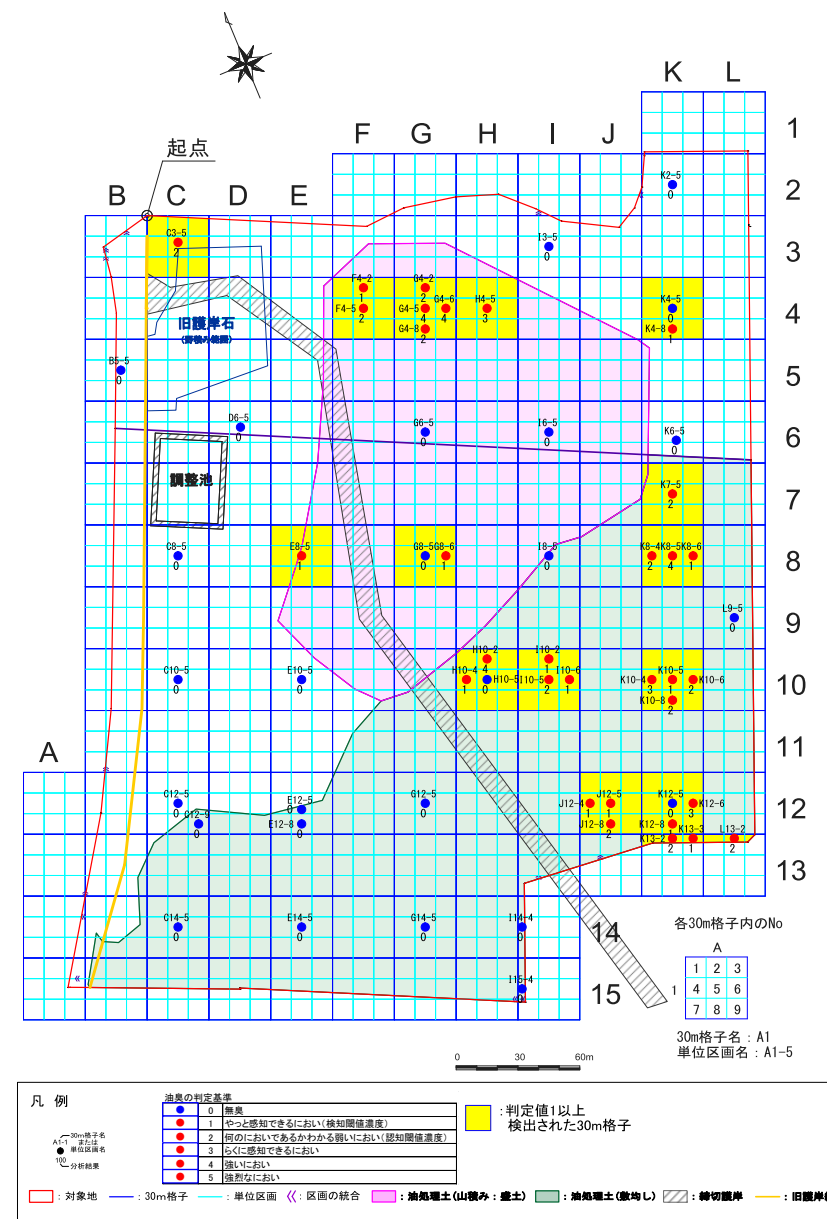 起点
A
B
C
D
E
F
G
H
I
J
K
L
1
2
3
4
5
6
7
8
9
10
11
12
13
14
15
K2-5
0
C3-5
2
I3-5
0
F4-2
1
F4-5
2
G4-2
2
G4-5
4
G4-6
4
G4-8
2
H4-5
3
K4-5
0
K4-8
1
旧護岸石
B5-5
0
D6-5
0
G6-5
0
I6-5
0
K6-5
0
調整池
K7-5
2
C8-5
0
E8-5
1
G8-5
0
G8-6
1
I8-5
0
K8-4
2
K8-5
4
K8-6
1
L9-5
0
C10-5
0
E10-5
0
H10-2
4
H10-4
1
H10-5
0
I10-2
1
I10-5
2
I10-6
1
K10-4
3
K10-5
1
K10-6
2
K10-8
2
C12-5
0
C12-9
0
E12-5
0
E12-8
0
G12-5
0
J12-4
1
J12-5
1
J12-8
2
K12-5
0
K12-6
3
K12-8
1
K13-2
2
K13-3
1
L13-2
2
C14-5
0
E14-5
0
G14-5
0
I14-4
0
I15-4
0
各30m格子内のNo
A
1 2 3
1 4 5 6
7 8 9
30m格子名：A1
単位区画名：A1-5
0 30 60m
凡 例
30m格子名
または
単位区画名
A1-1
100
分析結果
油臭の判定基準
0 無臭
1 やっと感知できるにおい(検知閾値濃度)
2 何のにおいであるかわかる弱いにおい(認知閾値濃度)
3 らくに感知できるにおい
4 強いにおい
5 強烈なにおい
:判定値1以上
検出された30m格子
:対象地 :30m格子 :単位区画 :区画の統合 :油処理土(山積み：盛土) :油処理土(敷均し) :締切護岸 :旧護岸